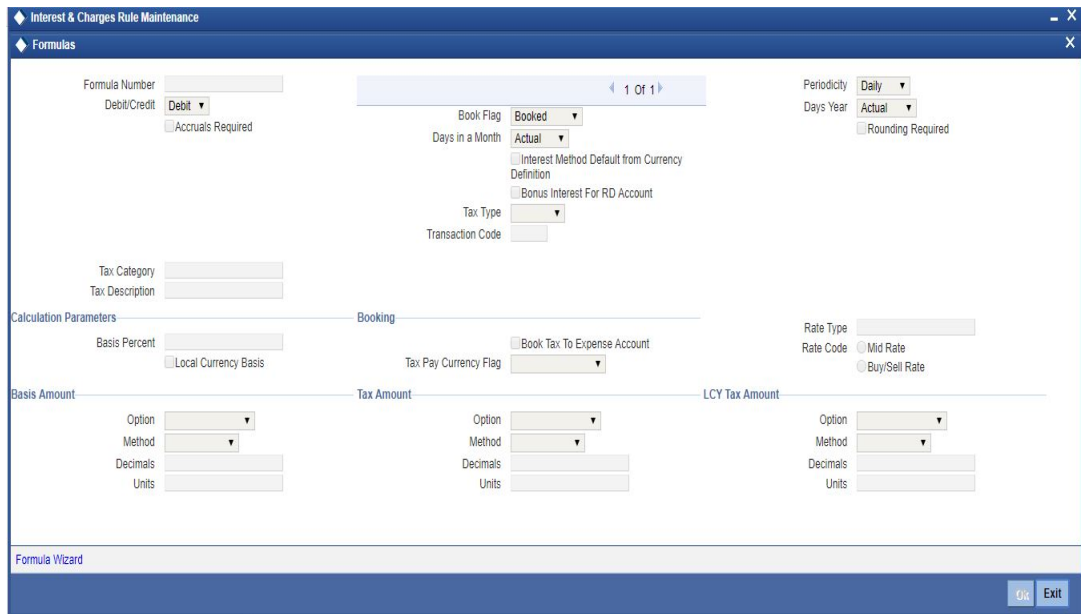 Interest & Charges Rule Maintenance
Formulas
Formula Number
Debit/Credit Debit
Accruals Required
1 Of 1
Book Flag Booked
Days in a Month Actual
Interest Method Default from Currency
Definition
Bonus Interest For RD Account
Tax Type
Transaction Code
Periodicity Daily
Days Year Actual
Rounding Required
Tax Category
Tax Description
Calculation Parameters
Basis Percent
Local Currency Basis
Booking
Book Tax To Expense Account
Tax Pay Currency Flag
Rate Type
Rate Code Mid Rate
Buy/Sell Rate
Basis Amount
Option
Method
Decimals
Units
Tax Amount
Option
Method
Decimals
Units
LCY Tax Amount
Option
Method
Decimals
Units
Formula Wizard
Ok Exit